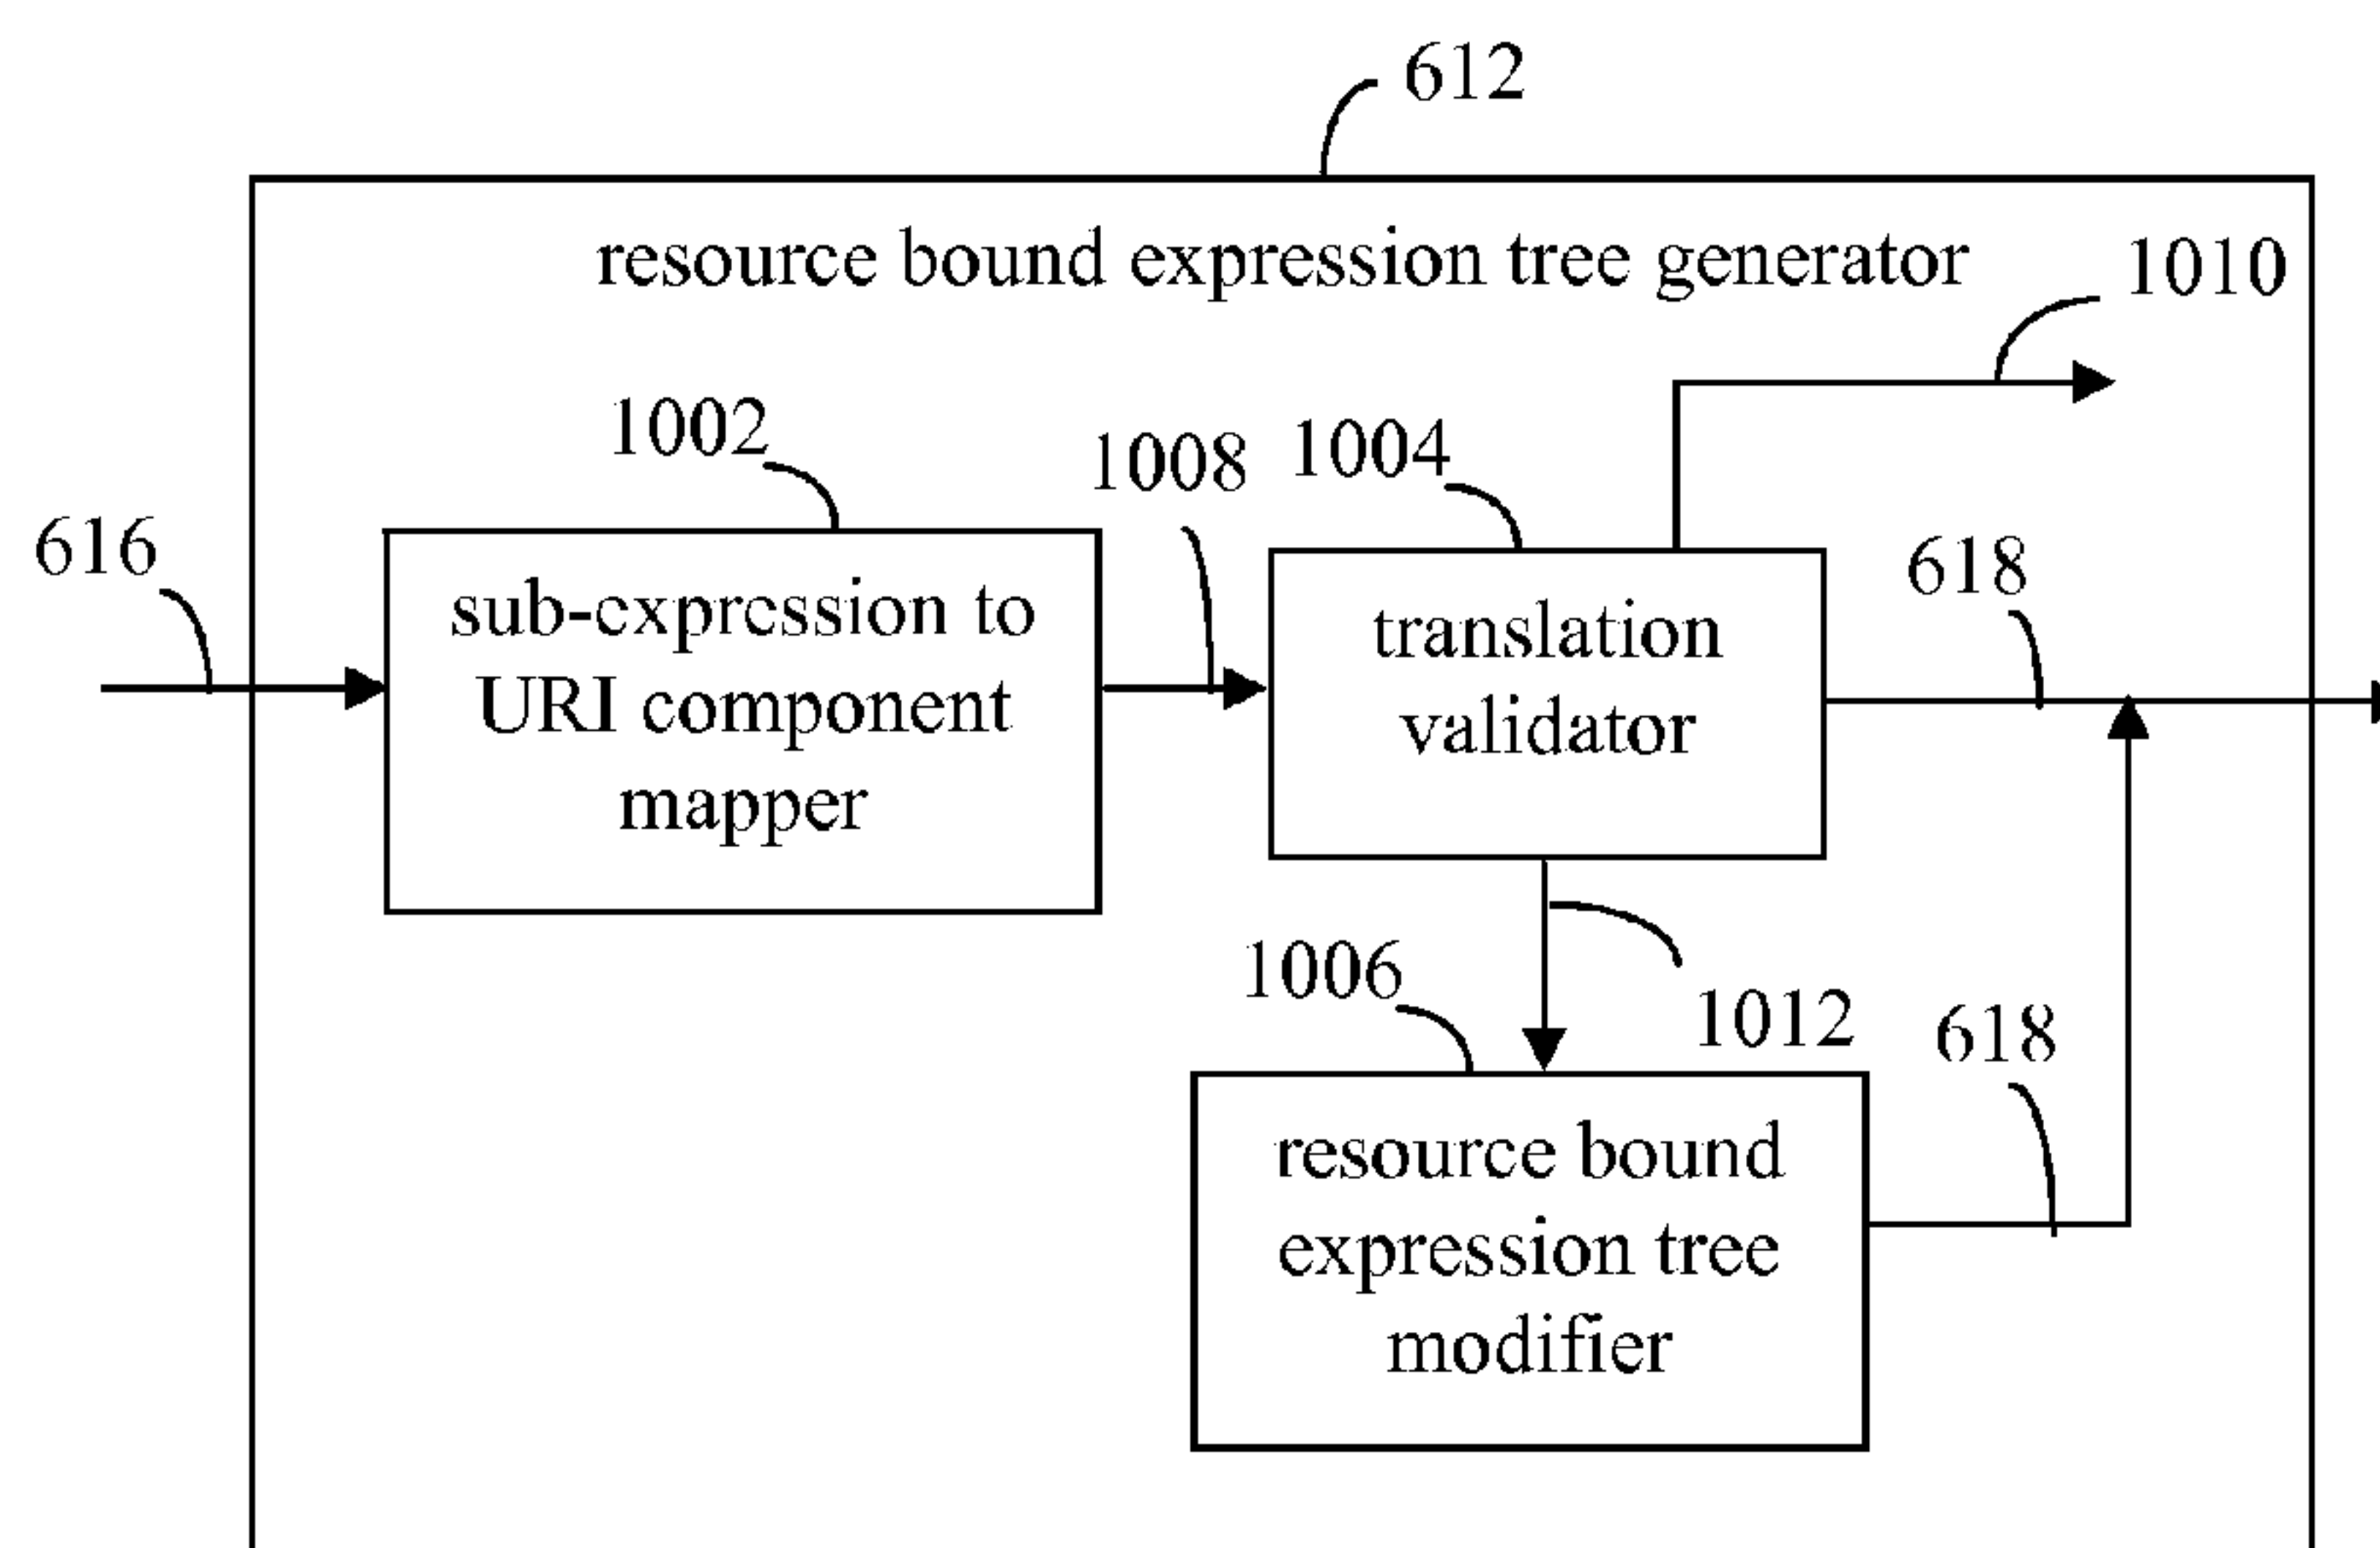 612
resource bound expression tree generator
1010
1002
1008
1004
616
618
sub-expression to
URI component
mapper
translation
validator
1006
1012
618
resource bound
expression tree
modifier